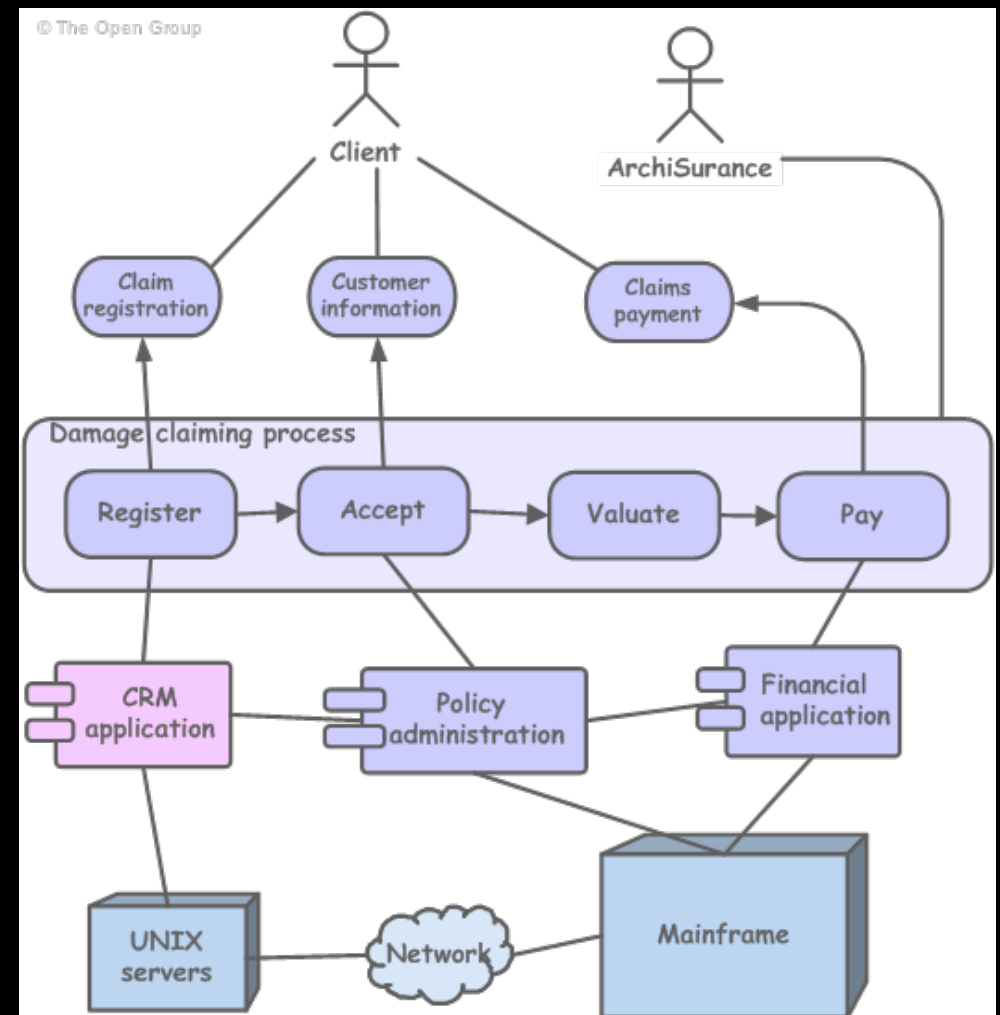 © The Open Group
Client
ArchiSurance
Claim
registration
Customer
information
Claims
payment
Damage claiming process
Register
Accept
Valuate
Pay
CRM
application
Policy
administration
Financial
application
UNIX
servers
Network
Mainframe